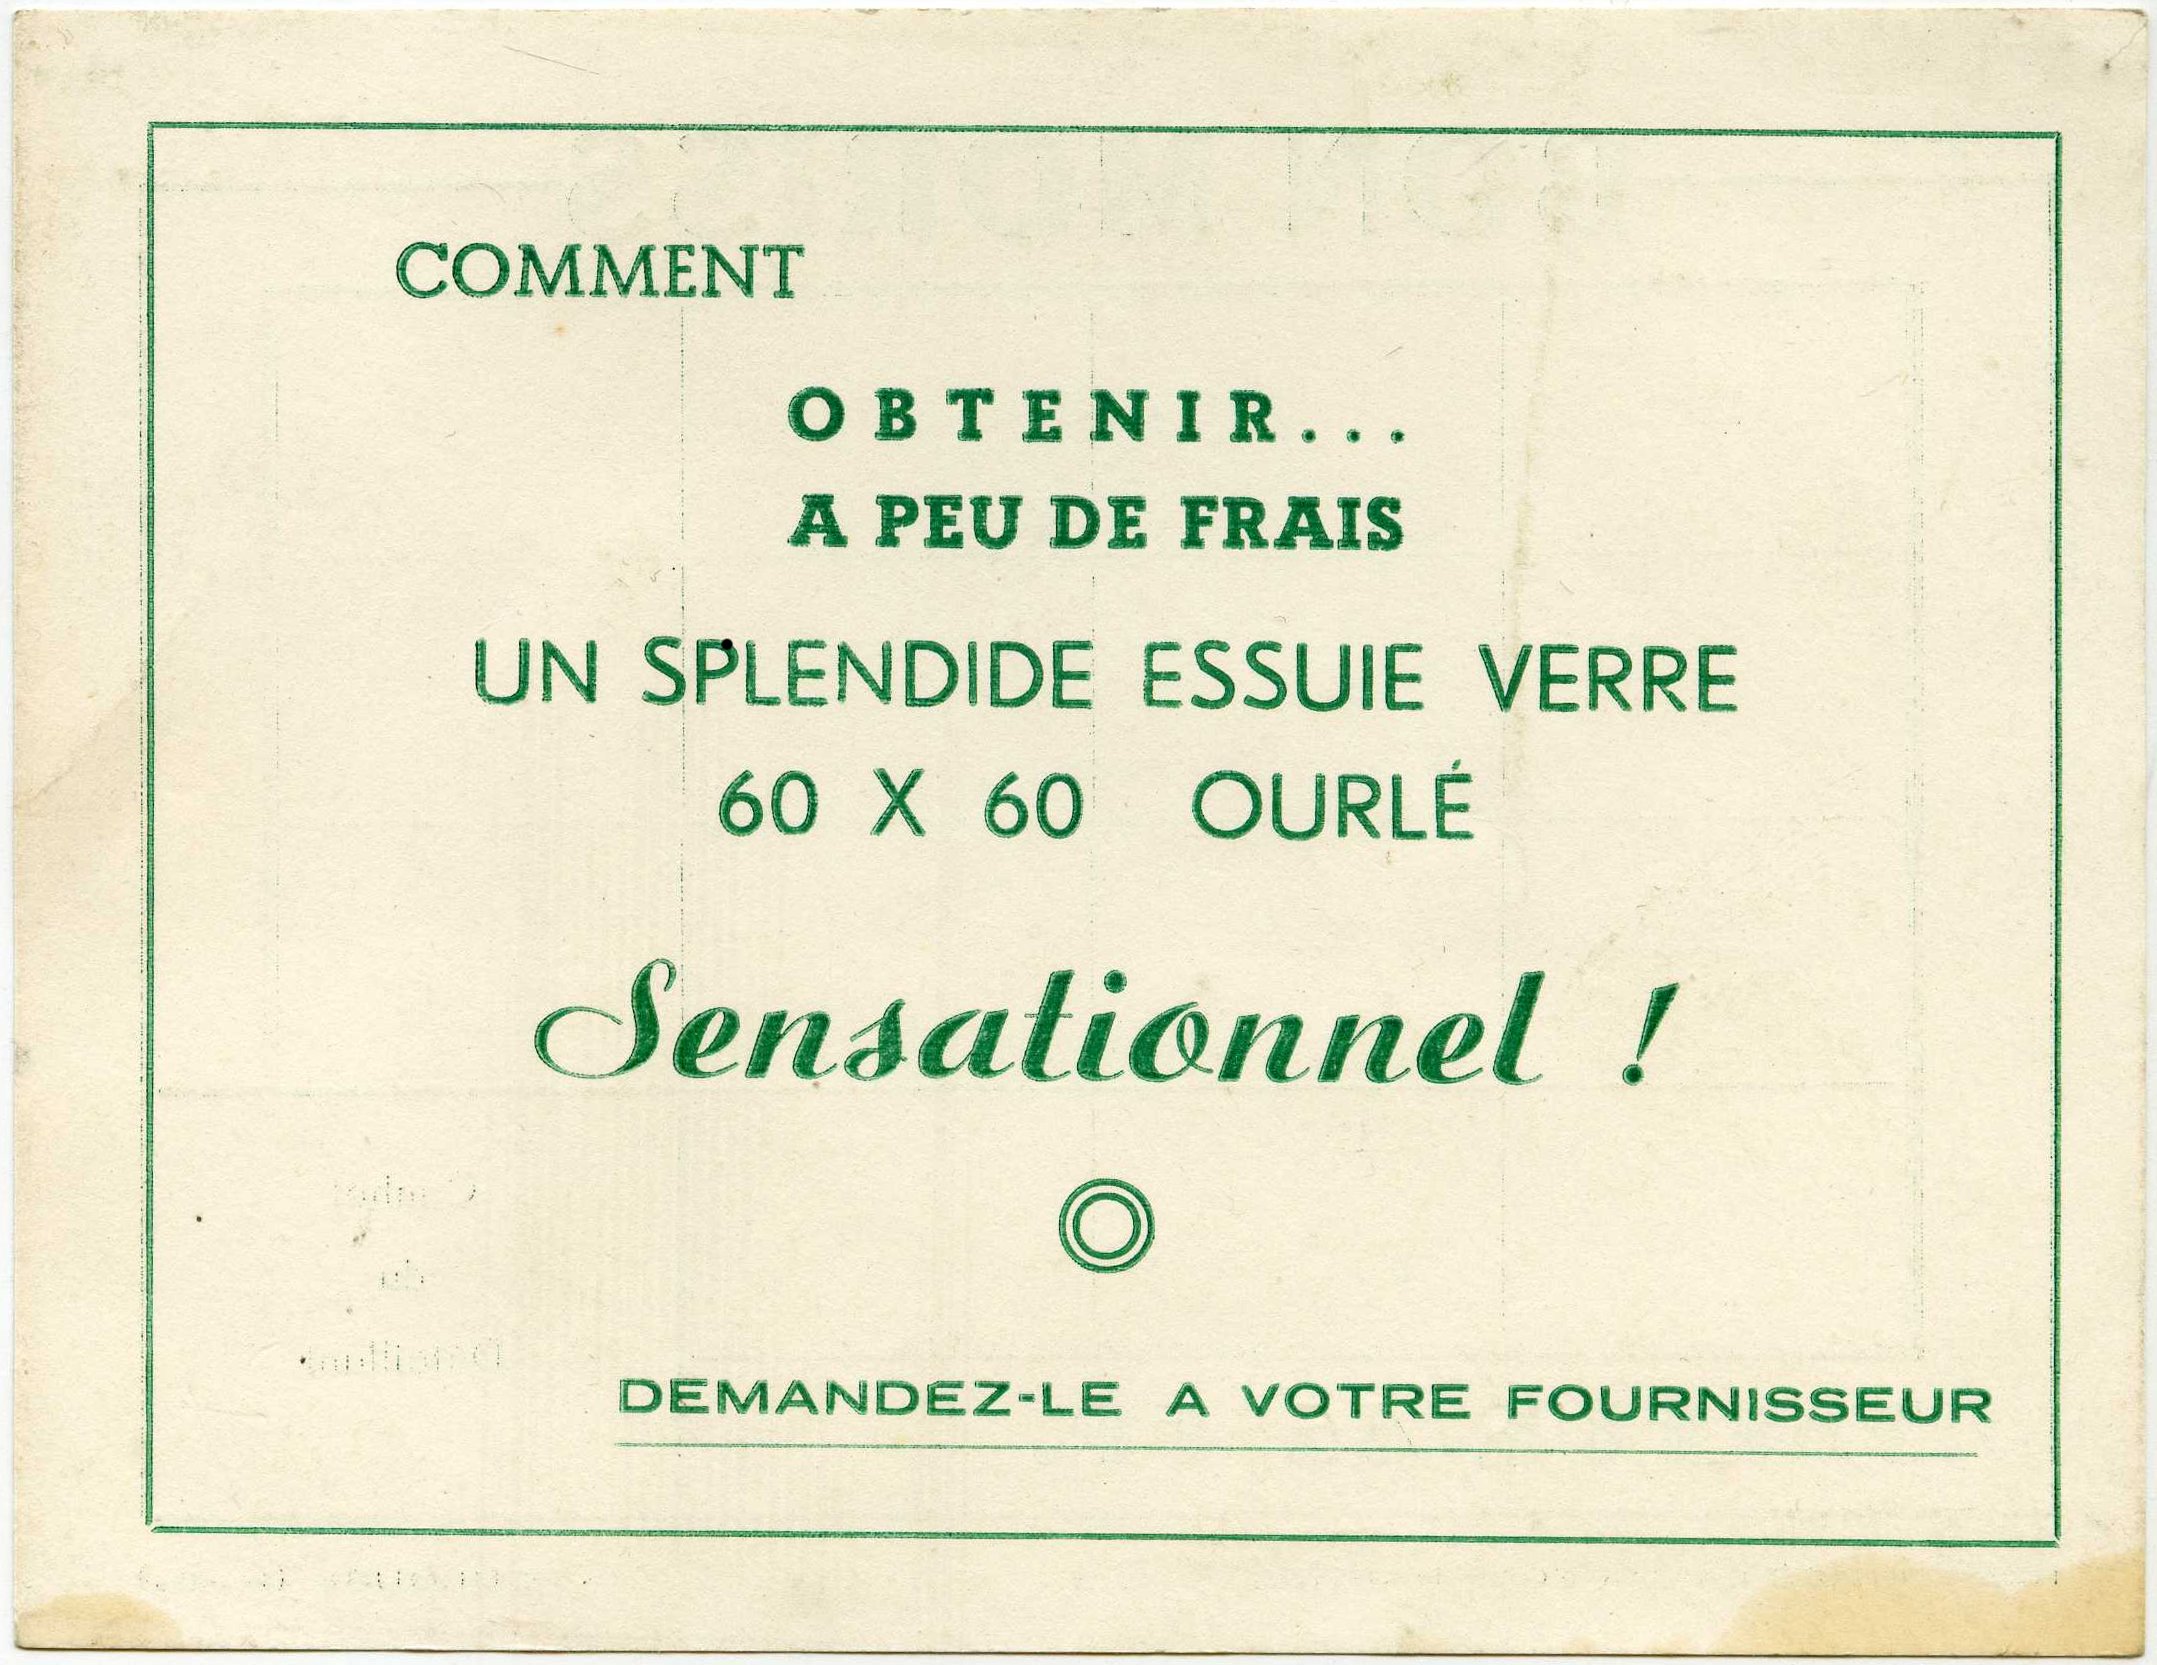 COMMENT
OBTENIR...
A PEU DE FRAIS
UN SPLENDIDE ESSUIE VERRE
60 X 60 OURLÉ
Sensationnel !
DEMANDEZ-LE A VOTRE FOURNISSEUR